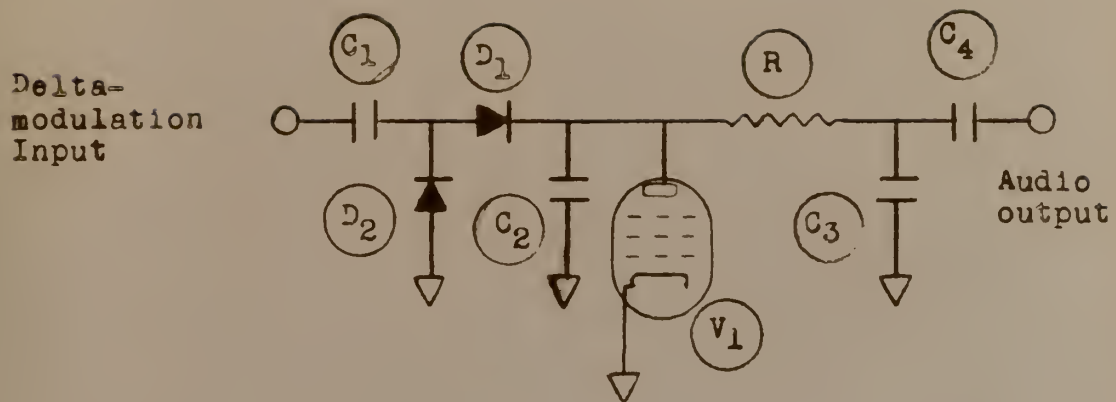 C1
D1
R
C4
Delta-
modulation
Input
D2
C2
V1
C3
Audio
output